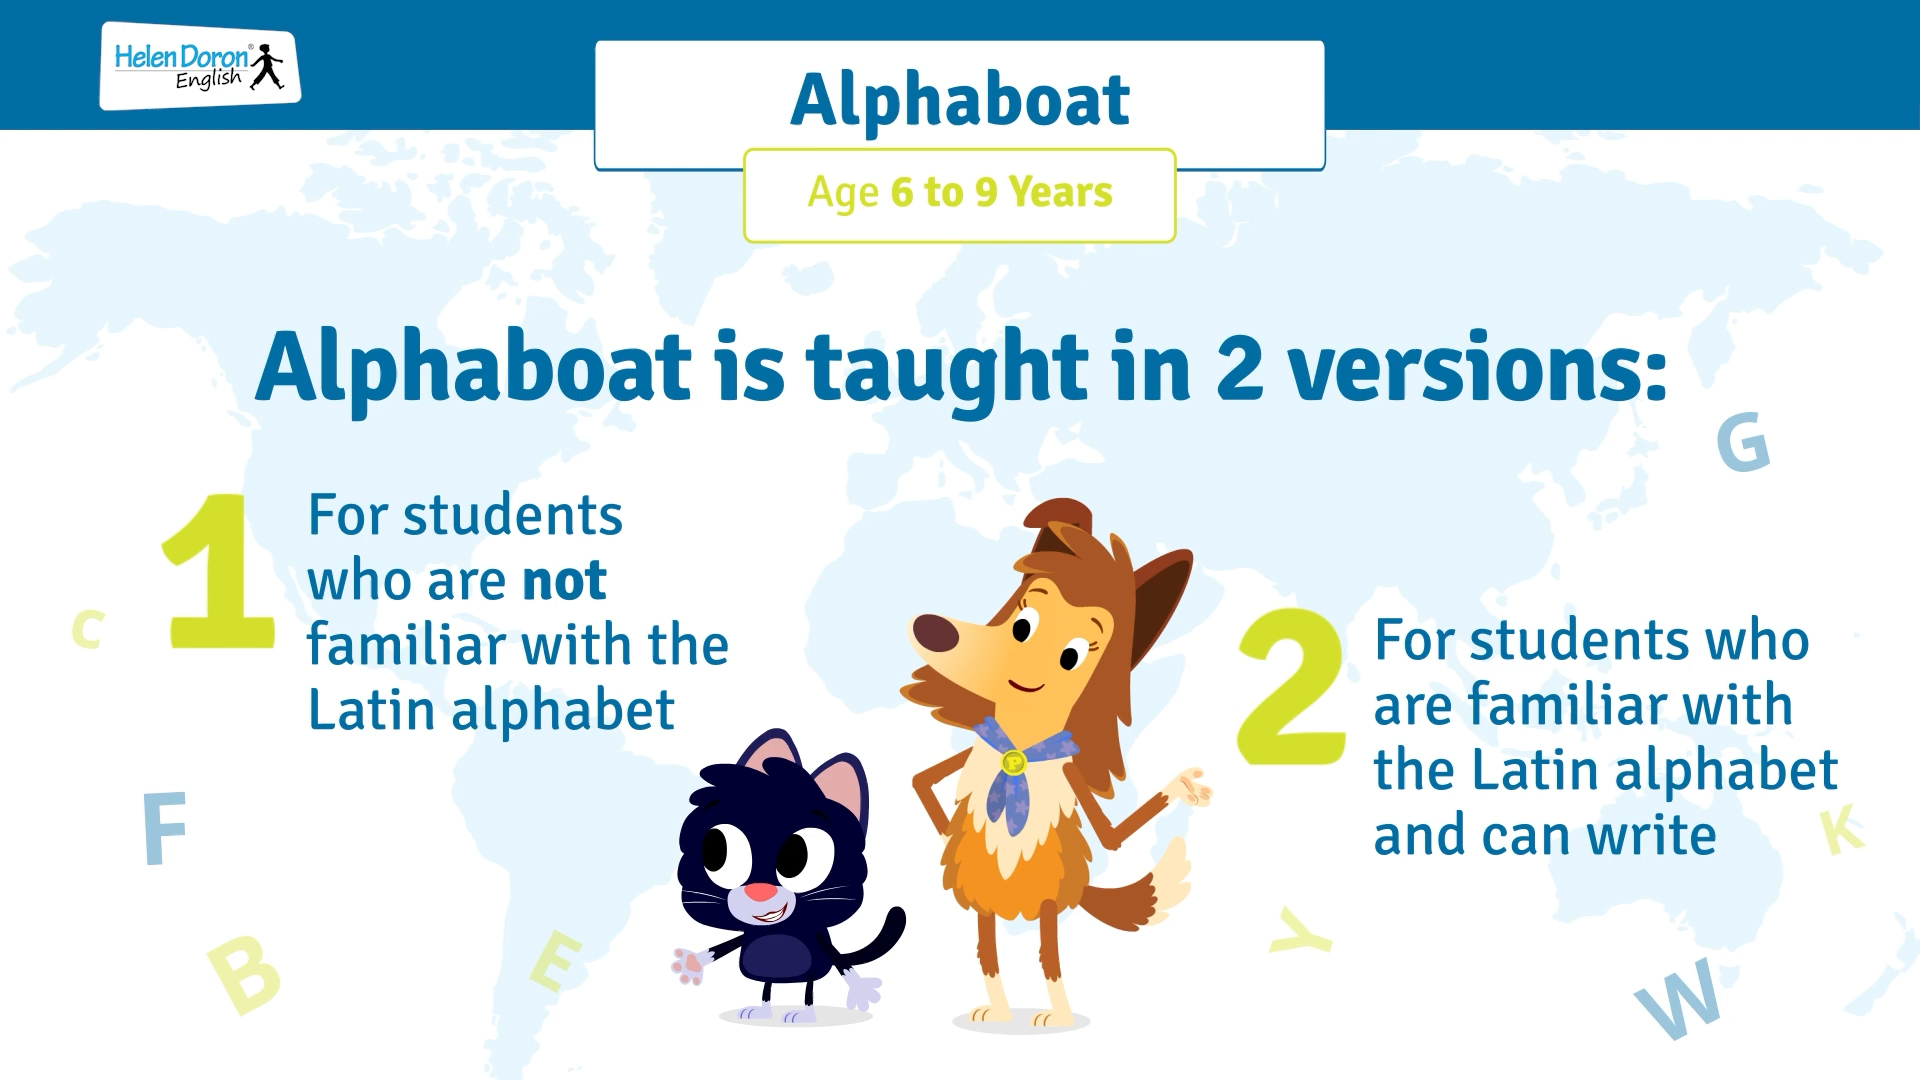 Helen Doron®
English
Alphaboat
Age 6 to 9 Years
Alphaboat is taught in 2 versions:
1
For students
who are not
familiar with the
Latin alphabet
2
For students who
are familiar with
the Latin alphabet
and can write
G
C
F
B
E
P
K
Y
W